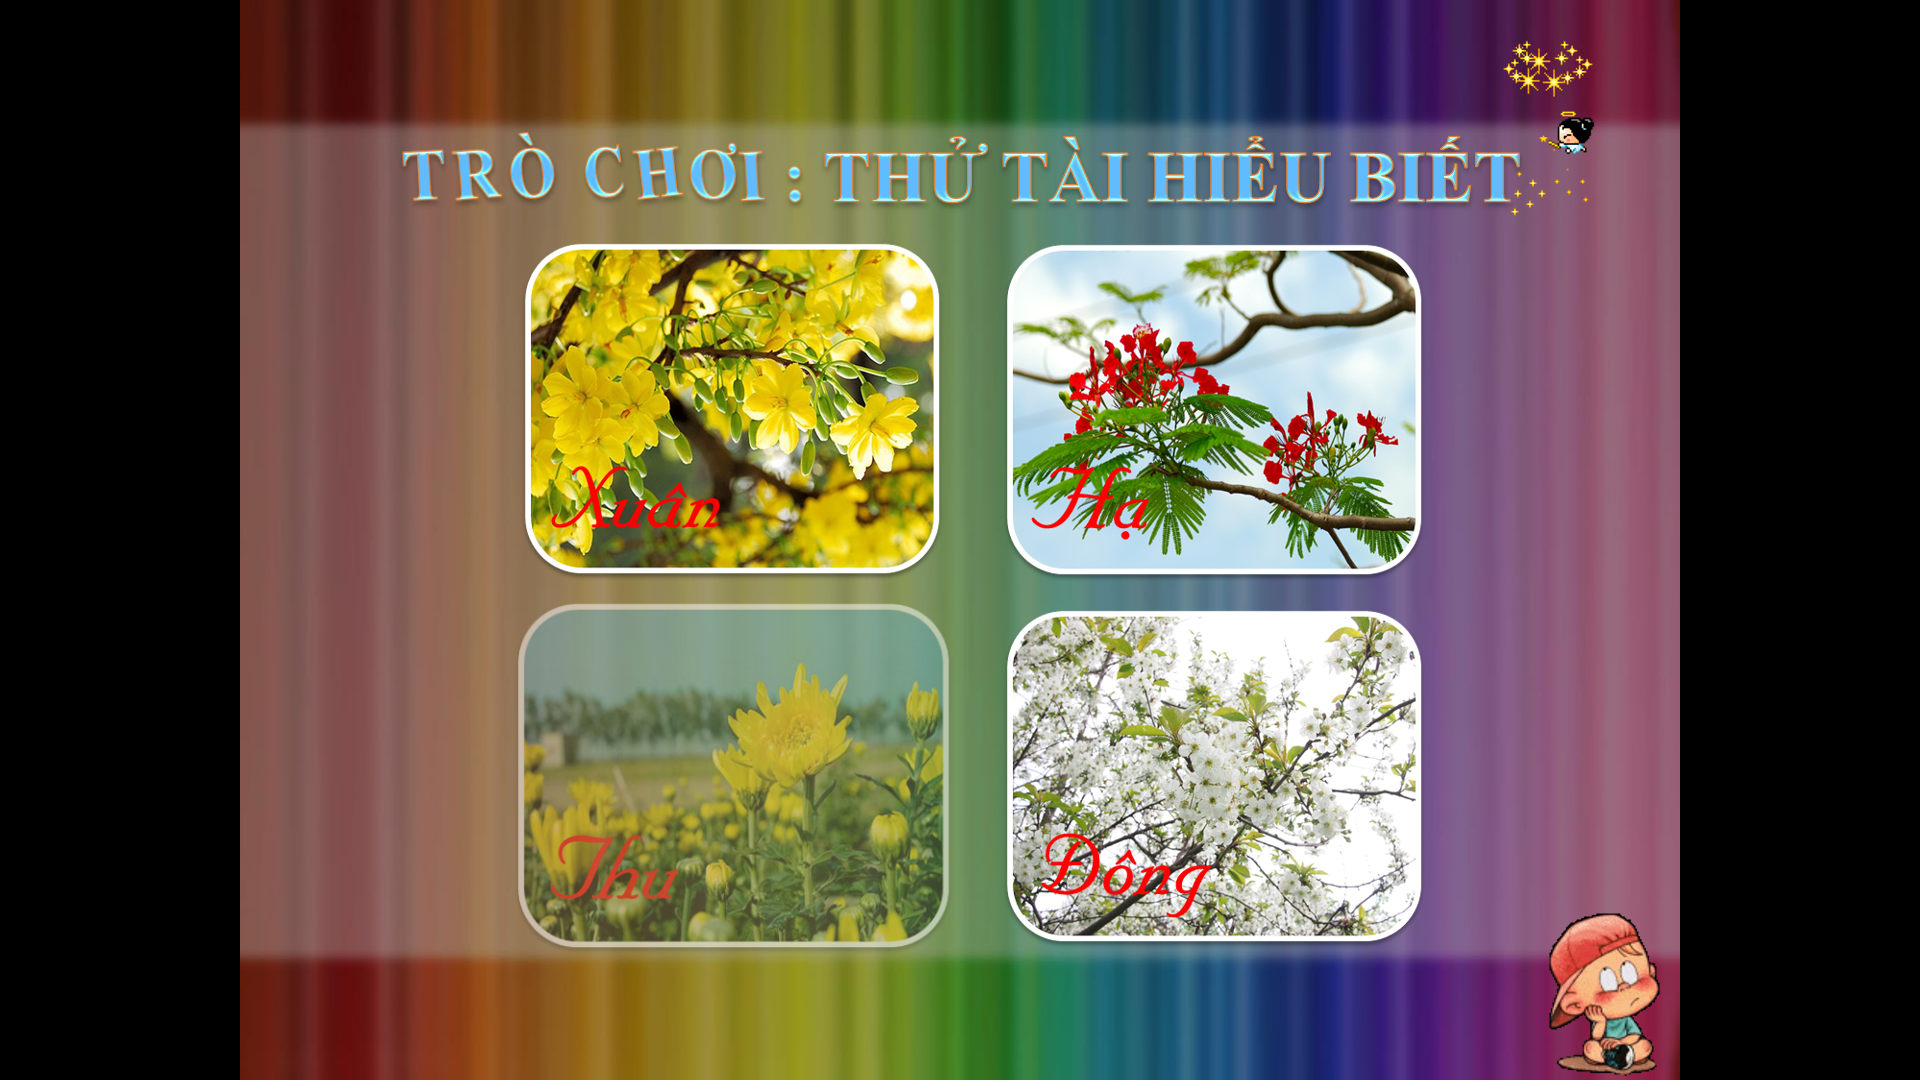 TRÒ CHƠI : THỬ TÀI HIỂU BIẾT
Xuân
Hạ
Thu
Đông